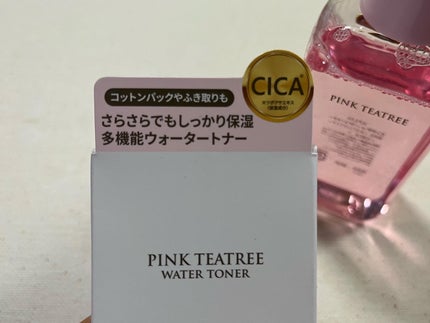 コットンパックやふき取りも
CICA*
さらさらでもしっかり保湿
多機能ウォータートナー
PINK TEATREE
WATER TONER
PINK TEATREE